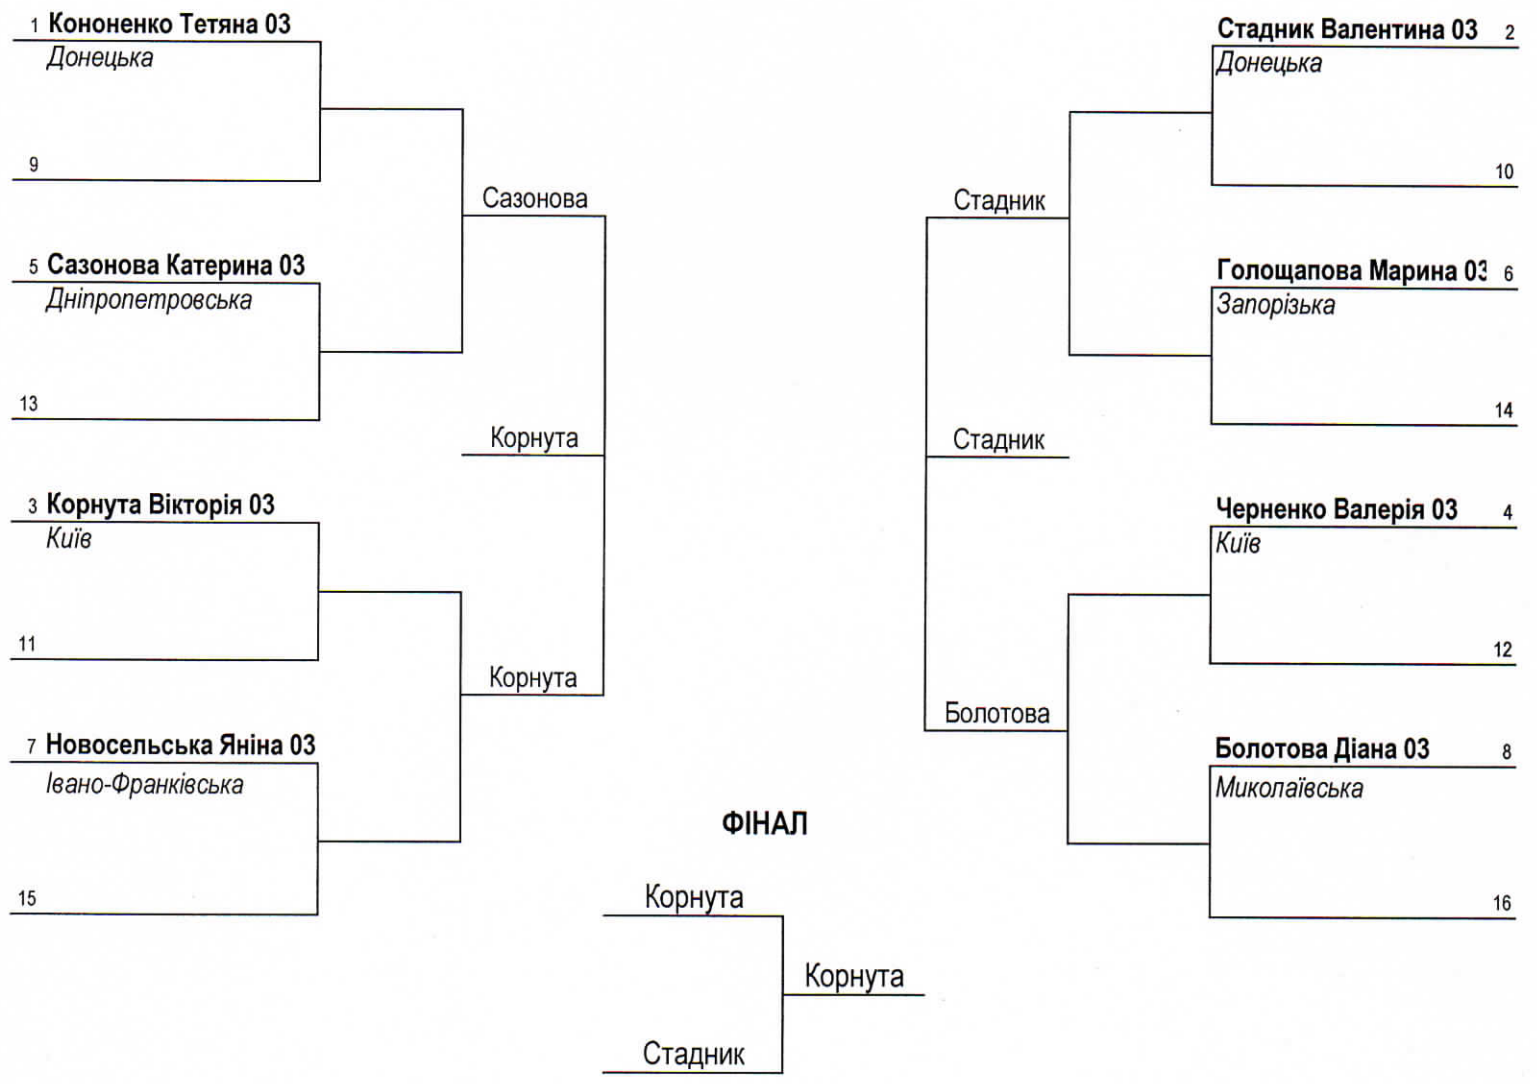 1 Кононенко Тетяна 03
Донецька
9
5 Сазонова Катерина 03
Дніпропетровська
13
3 Корнута Вікторія 03
Київ
11
7 Новосельська Яніна 03
Івано-Франківська
15
Сазонова
Корнута
Корнута
Стадник
Стадник
Болотова
Стадник Валентина 03 2
Донецька
10
Голощапова Марина 03 6
Запорізька
14
Черненко Валерія 03 4
Київ
12
Болотова Діана 03 8
Миколаївська
16
ФІНАЛ
Корнута
Корнута
Стадник